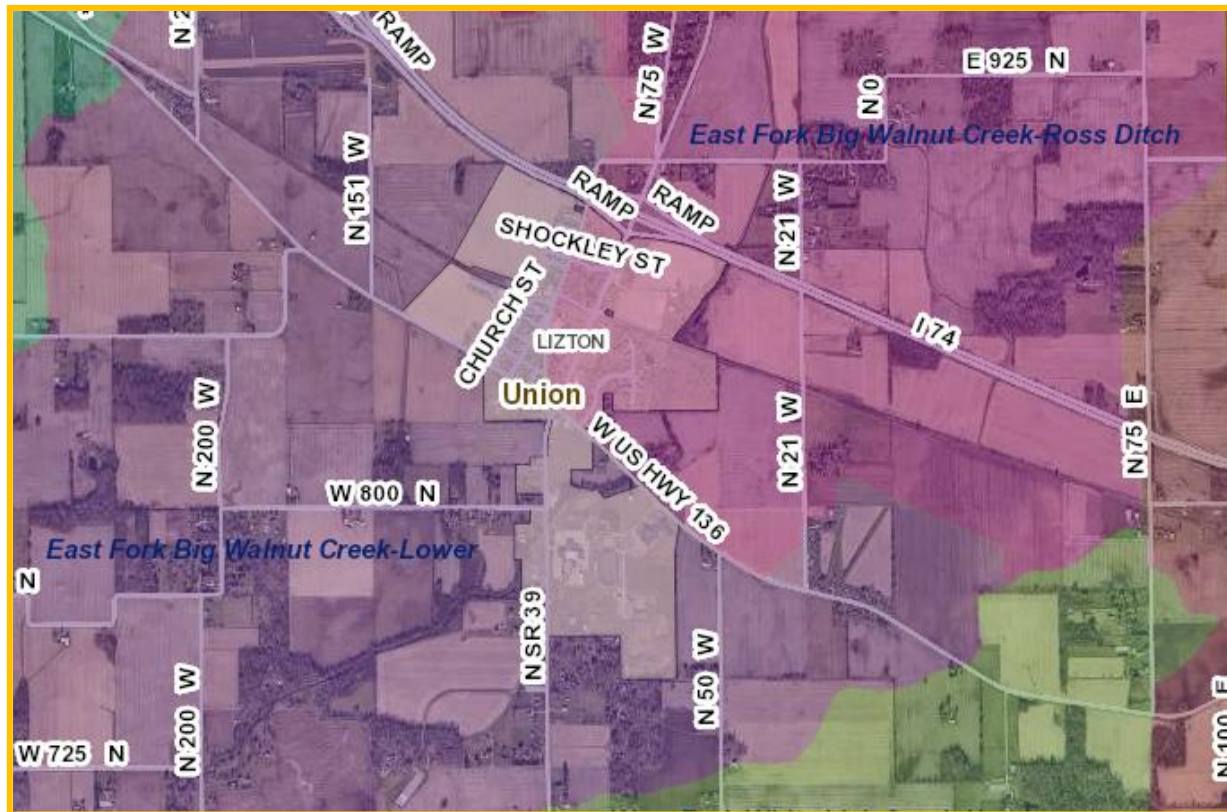 RAMP
N 2
N 75 W
E 925 N
N 0
East Fork Big Walnut Creek-Ross Ditch
N 151 W
RAMP
RAMP
N 21 W
SHOCKLEY ST
CHURCH ST
LIZTON
I 74
Union
N 75 E
N 200 W
N 21 W
W US HWY 136
W 800 N
East Fork Big Walnut Creek-Lower
N
N SR 39
N 50 W
N 200 W
N 100 E
W 725 N